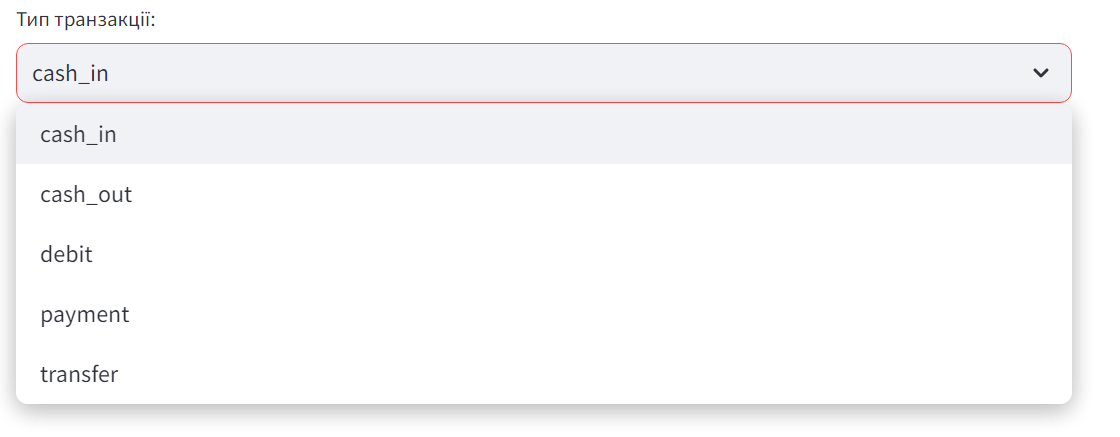 Тип транзакції:
cash_in
cash_in
cash_out
debit
payment
transfer